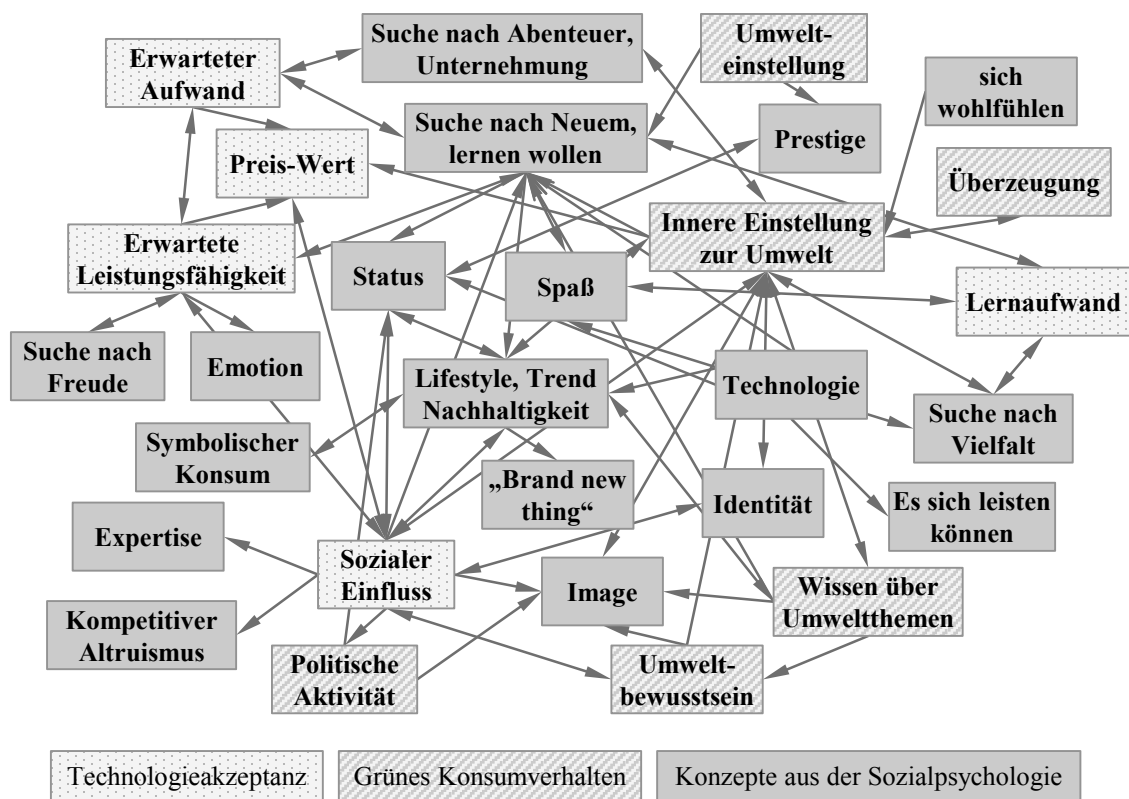 Suche nach Abenteuer,
Unternehmung
Umwelt-
einstellung
Erwarteter
Aufwand
sich
wohlfühlen
Suche nach Neuem,
lernen wollen
Prestige
Preis-Wert
Überzeugung
Erwartete
Leistungsfähigkeit
Innere Einstellung
zur Umwelt
Status
Spaß
Lernaufwand
Suche nach
Freude
Emotion
Lifestyle, Trend
Nachhaltigkeit
Technologie
Suche nach
Vielfalt
Symbolischer
Konsum
„Brand new
thing“
Identität
Es sich leisten
können
Expertise
Sozialer
Einfluss
Image
Wissen über
Umweltthemen
Kompetitiver
Altruismus
Politische
Aktivität
Umwelt-
bewusstsein
Technologieakzeptanz
Grünes Konsumverhalten
Konzepte aus der Sozialpsychologie